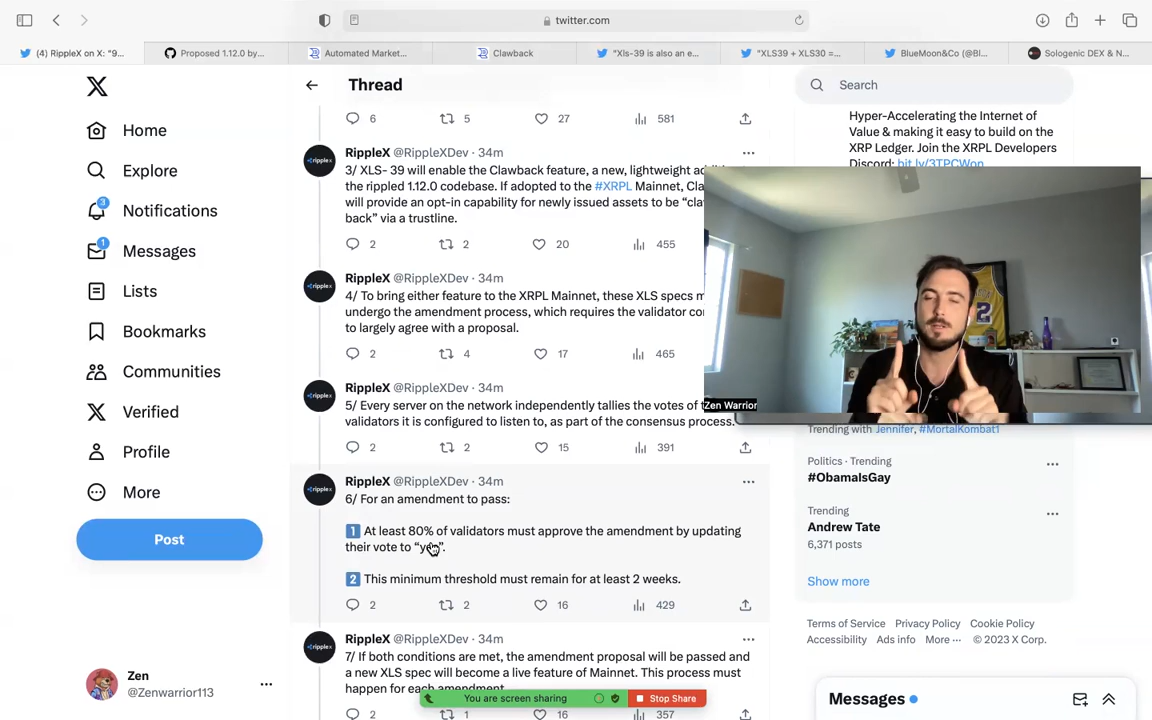 twitter.com
(4) RippleX on X: "9...
Proposed 1.12.0 by...
Automated Market...
Clawback
"Xls-39 is also an e...
"XLS39 + XLS30 =...
BlueMoon&Co (@Bl...
Sologenic DEX & N...
Home
Explore
3
Notifications
1
Messages
Lists
Bookmarks
Communities
Verified
Profile
More
Post
Zen
@Zenwarrior113
Thread
6 5 27 581
RippleX @RippleXDev · 34m
3/ XLS- 39 will enable the Clawback feature, a new, lightweight
the rippled 1.12.0 codebase. If adopted to the #XRPL Mainnet,
will provide an opt-in capability for newly issued assets to be
back" via a trustline.
2 2 20 455
RippleX @RippleXDev · 34m
4/ To bring either feature to the XRPL Mainnet, these XLS specs
undergo the amendment process, which requires the validator
to largely agree with a proposal.
2 4 17 465
RippleX @RippleXDev · 34m
5/ Every server on the network independently tallies the votes of
validators it is configured to listen to, as part of the consensus process.
2 2 15 391
RippleX @RippleXDev · 34m
6/ For an amendment to pass:
1 At least 80% of validators must approve the amendment by updating
their vote to
2 This minimum threshold must remain for at least 2 weeks.
2 2 16 429
RippleX @RippleXDev · 34m
7/ If both conditions are met, the amendment proposal will be passed and
a new XLS spec will become a live feature of Mainnet. This process must
happen for each amendment.
2 1 16 357
You are screen sharing
Stop Share
Search
Hyper-Accelerating the Internet of
Value & making it easy to build on the
XRP Ledger. Join the XRPL Developers
Discord: bit.ly/3TPCWon
Zen Warrior
Trending with Jennifer, #MortalKombat1
Politics · Trending
#ObamaIsGay
Trending
Andrew Tate
6,371 posts
Show more
Terms of Service Privacy Policy Cookie Policy
Accessibility Ads info More ··· © 2023 X Corp.
Messages